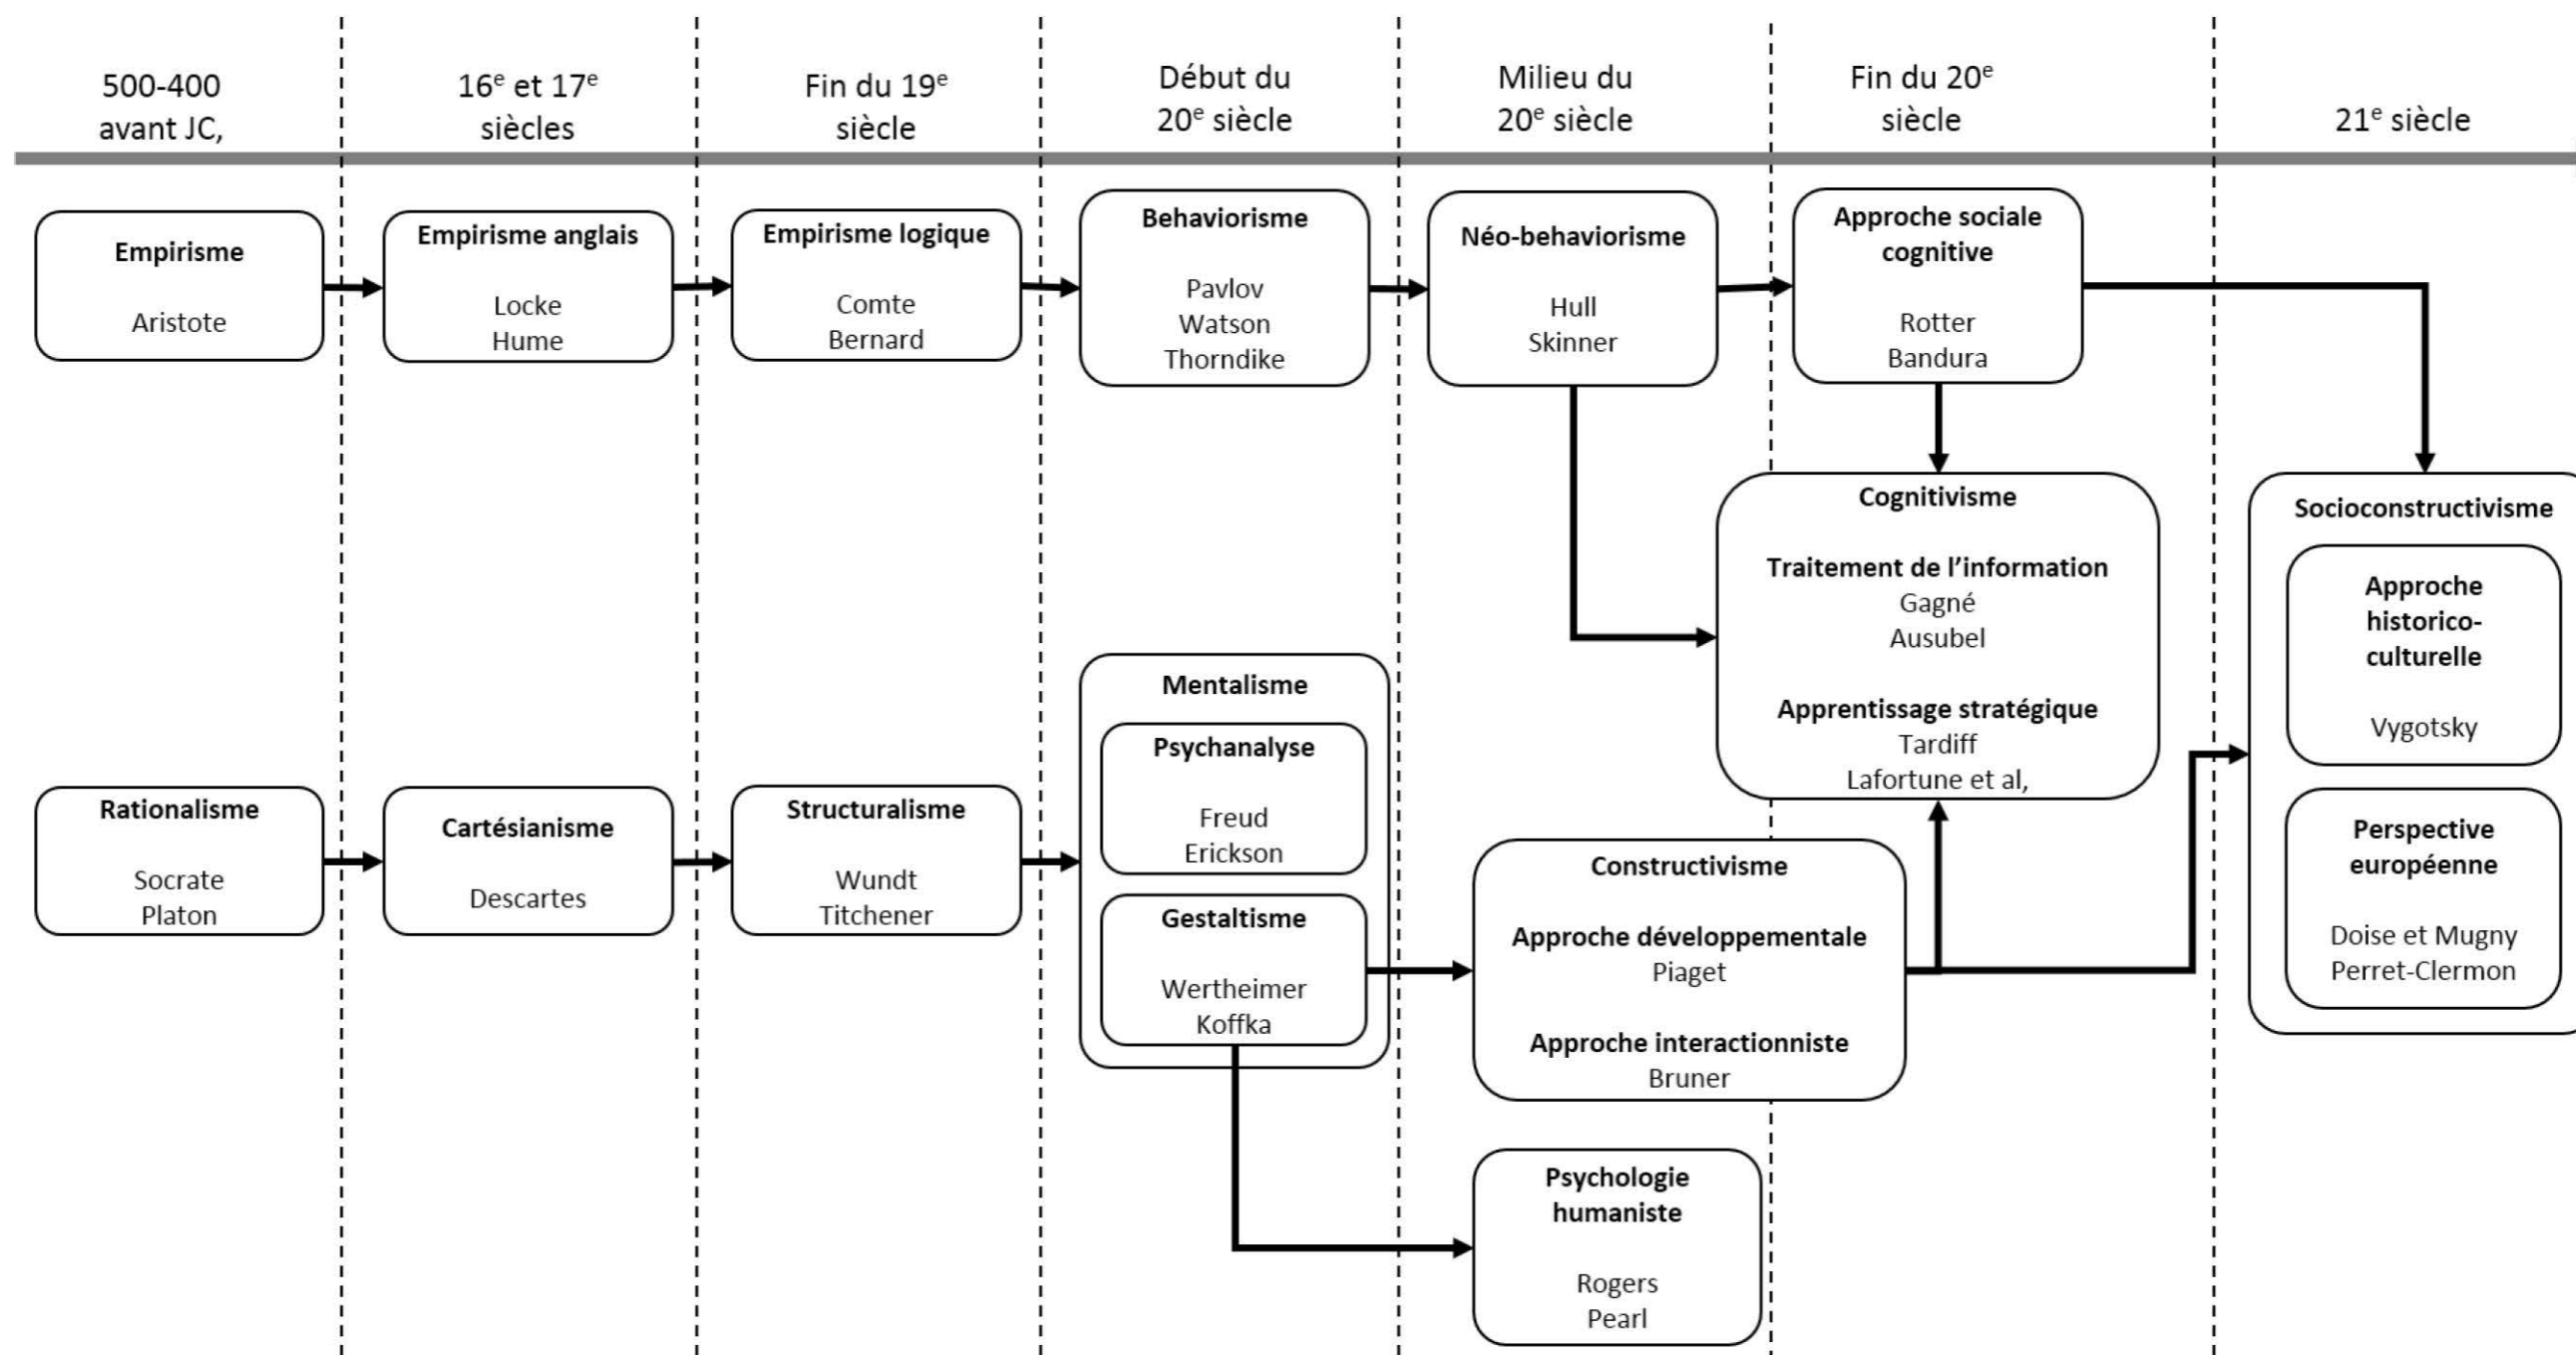 500-400
avant JC,
16e et 17e
siècles
Fin du 19e
siècle
Début du
20e siècle
Milieu du
20e siècle
Fin du 20e
siècle
21e siècle
Empirisme
Aristote
Empirisme anglais
Locke
Hume
Empirisme logique
Comte
Bernard
Behaviorisme
Pavlov
Watson
Thorndike
Néo-behaviorisme
Hull
Skinner
Approche sociale
cognitive
Rotter
Bandura
Cognitivisme
Traitement de l’information
Gagné
Ausubel
Apprentissage stratégique
Tardiff
Lafortune et al,
Socioconstructivisme
Approche
historico-
culturelle
Vygotsky
Perspective
européenne
Doise et Mugny
Perret-Clermon
Rationalisme
Socrate
Platon
Cartésianisme
Descartes
Structuralisme
Wundt
Titchener
Mentalisme
Psychanalyse
Freud
Erickson
Gestaltisme
Wertheimer
Koffka
Constructivisme
Approche développementale
Piaget
Approche interactionniste
Bruner
Psychologie
humaniste
Rogers
Pearl